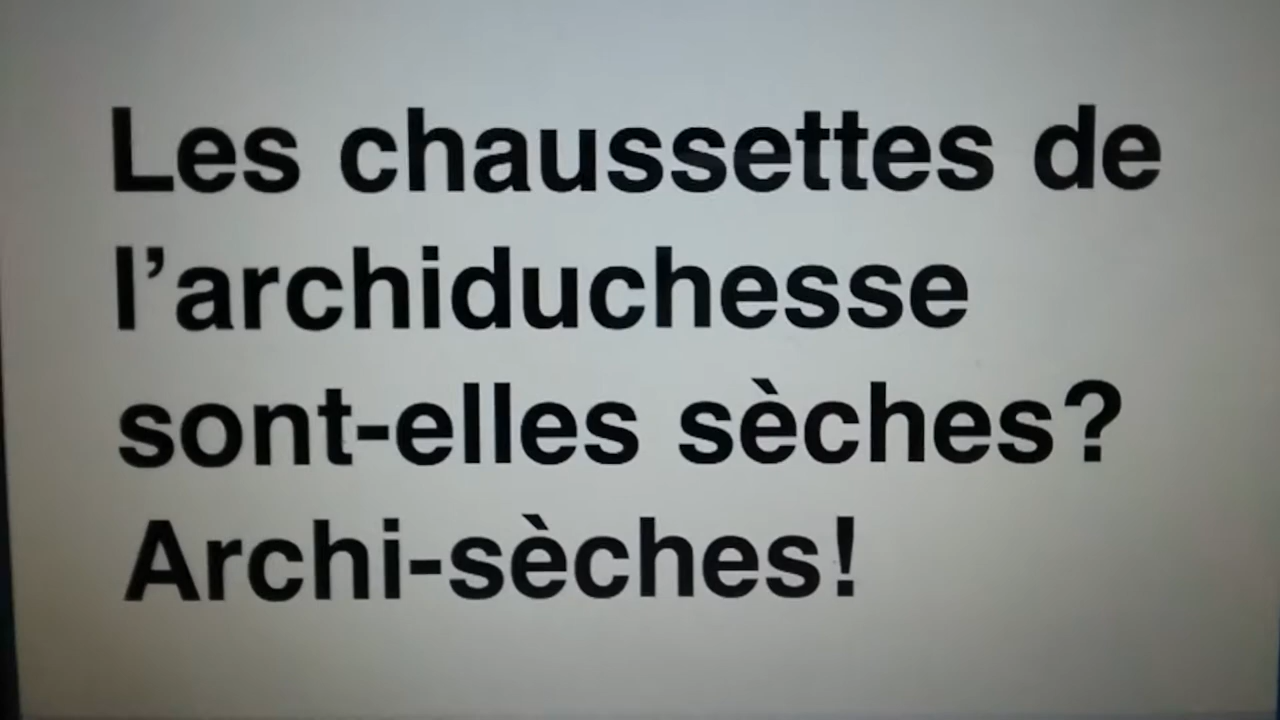 Les chaussettes de
l’archiduchesse
sont-elles sèches?
Archi-sèches!